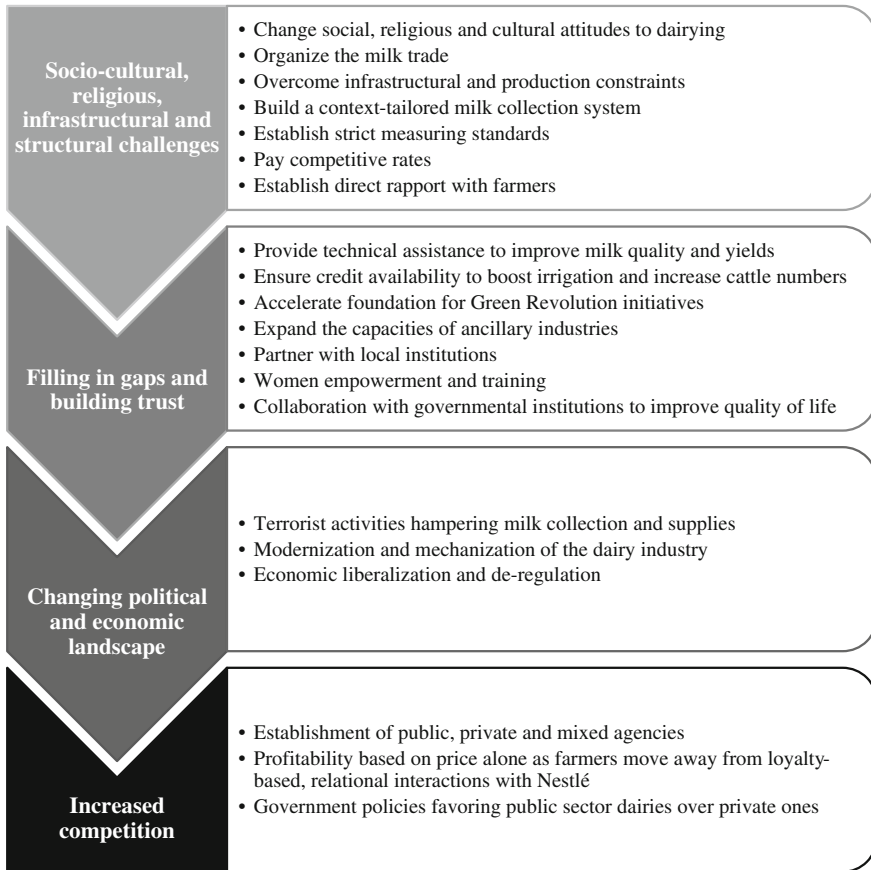 Socio-cultural,
religious,
infrastructural and
structural challenges
• Change social, religious and cultural attitudes to dairying
• Organize the milk trade
• Overcome infrastructural and production constraints
• Build a context-tailored milk collection system
• Establish strict measuring standards
• Pay competitive rates
• Establish direct rapport with farmers
Filling in gaps and
building trust
• Provide technical assistance to improve milk quality and yields
• Ensure credit availability to boost irrigation and increase cattle numbers
• Accelerate foundation for Green Revolution initiatives
• Expand the capacities of ancillary industries
• Partner with local institutions
• Women empowerment and training
• Collaboration with governmental institutions to improve quality of life
Changing political
and economic
landscape
• Terrorist activities hampering milk collection and supplies
• Modernization and mechanization of the dairy industry
• Economic liberalization and de-regulation
Increased
competition
• Establishment of public, private and mixed agencies
• Profitability based on price alone as farmers move away from loyalty-
based, relational interactions with Nestlé
• Government policies favoring public sector dairies over private ones